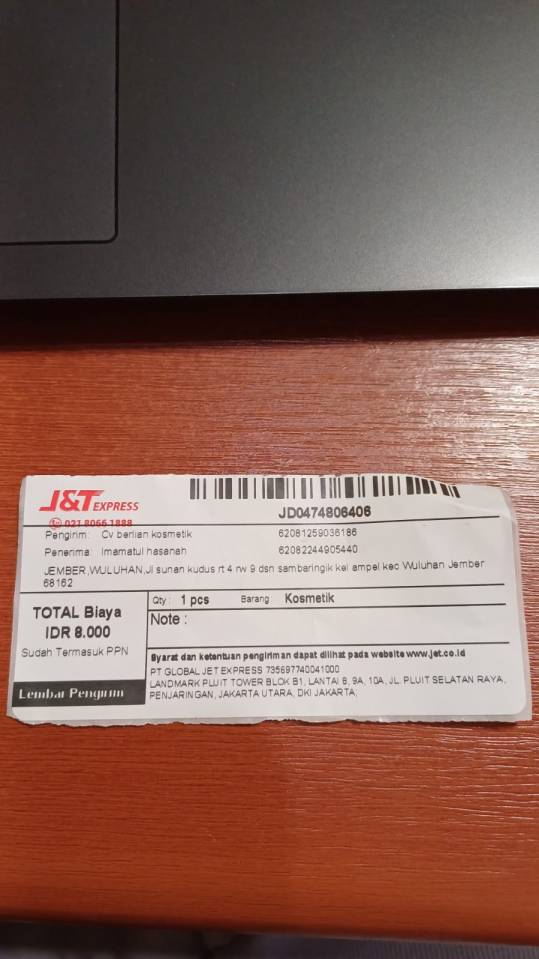 J&T EXPRESS
021 8066 1888
JD0474806406
Pengirim: Cv berlian kosmetik 62081259036186
Penerima: Imamatul hasanah 62082244905440
JEMBER,WULUHAN,Jl sunan kudus rt 4 rw 9 dsn sambaringik kel ampel kec Wuluhan Jember
68162
TOTAL Biaya
IDR 8.000
Sudah Termasuk PPN
Lembar Pengirim
Qty : 1 pcs Barang: Kosmetik
Note :
Syarat dan ketentuan pengiriman dapat dilihat pada website www.jet.co.id
PT GLOBAL JET EXPRESS 735697740041000
LANDMARK PLUIT TOWER BLOK B1, LANTAI 8, 9A, 10A, JL. PLUIT SELATAN RAYA,
PENJARINGAN, JAKARTA UTARA, DKI JAKARTA;